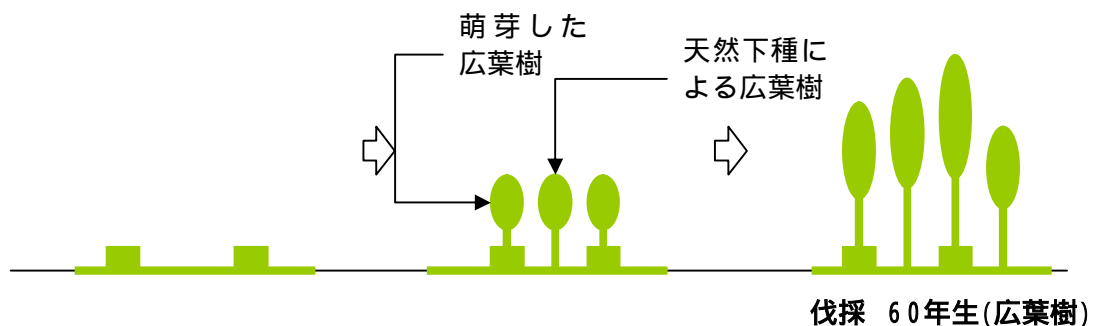 萌芽した
広葉樹
天然下種に
よる広葉樹
伐採 60年生(広葉樹)